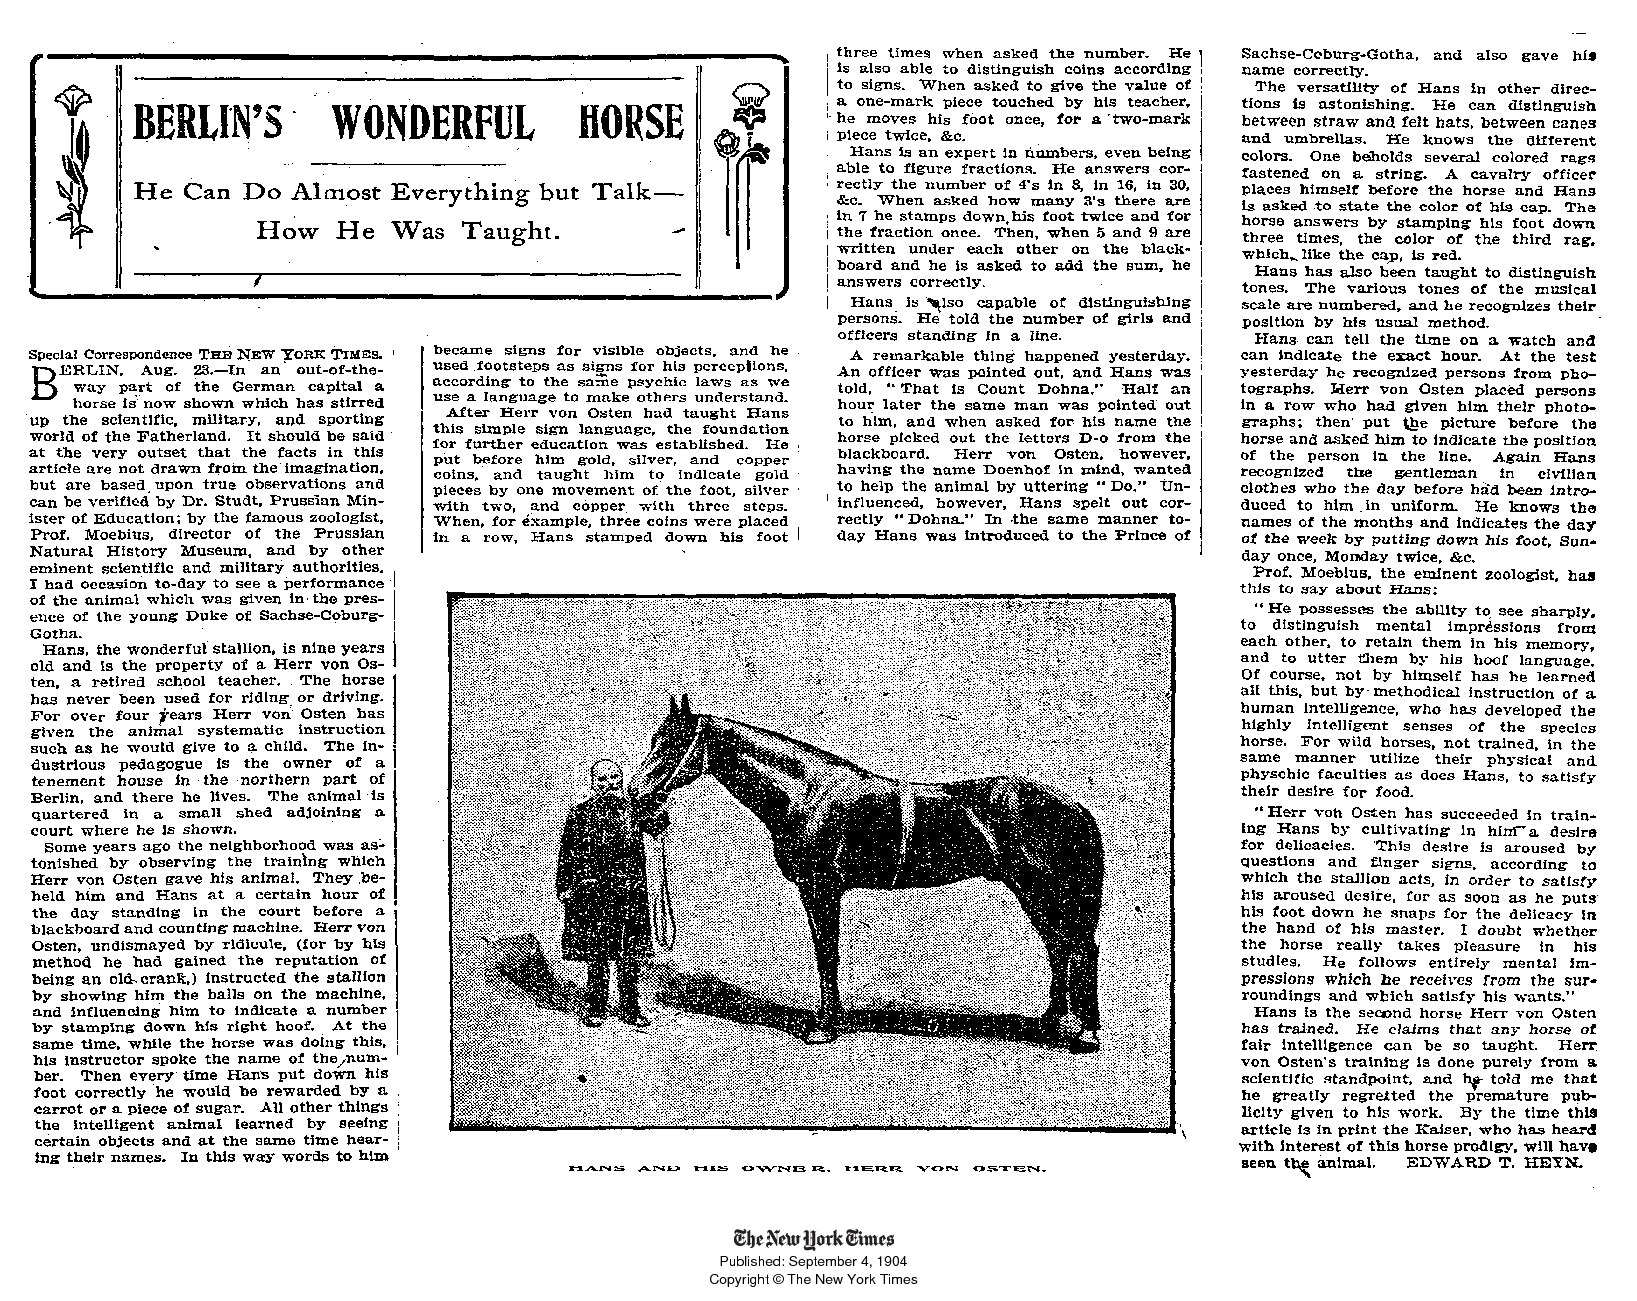 BERLIN'S WONDERFUL HORSE
He Can Do Almost Everything but Talk—
How He Was Taught.
Special Correspondence THE NEW YORK TIMES.
BERLIN, Aug. 23.—In an out-of-the-
way part of the German capital a
horse is now shown which has stirred
up the scientific, military, and sporting
world of the Fatherland. It should be said
at the very outset that the facts in this
article are not drawn from the imagination,
but are based upon true observations and
can be verified by Dr. Studt, Prussian Min-
ister of Education; by the famous zoologist,
Prof. Moebius, director of the Prussian
Natural History Museum, and by other
eminent scientific and military authorities.
I had occasion to-day to see a performance
of the animal which was given in the pres-
ence of the young Duke of Sachse-Coburg-
Gotha.
Hans, the wonderful stallion, is nine years
old and is the property of a Herr von Os-
ten, a retired school teacher. The horse
has never been used for riding or driving.
For over four years Herr von Osten has
given the animal systematic instruction
such as he would give to a child. The in-
dustrious pedagogue is the owner of a
tenement house in the northern part of
Berlin, and there he lives. The animal is
quartered in a small shed adjoining a
court where he is shown.
Some years ago the neighborhood was as-
tonished by observing the training which
Herr von Osten gave his animal. They be-
held him and Hans at a certain hour of
the day standing in the court before a
blackboard and counting machine. Herr von
Osten, undismayed by ridicule, (for by his
method he had gained the reputation of
being an old crank,) instructed the stallion
by showing him the balls on the machine,
and influencing him to indicate a number
by stamping down his right hoof. At the
same time, while the horse was doing this,
his instructor spoke the name of the num-
ber. Then every time Hans put down his
foot correctly he would be rewarded by a
carrot or a piece of sugar. All other things
the intelligent animal learned by seeing
certain objects and at the same time hear-
ing their names. In this way words to him
became signs for visible objects, and he
used footsteps as signs for his perceptions,
according to the same psychic laws as we
use a language to make others understand.
After Herr von Osten had taught Hans
this simple sign language, the foundation
for further education was established. He
put before him gold, silver, and copper
coins, and taught him to indicate gold
pieces by one movement of the foot, silver
with two, and copper with three steps.
When, for example, three coins were placed
in a row, Hans stamped down his foot
three times when asked the number. He
is also able to distinguish coins according
to signs. When asked to give the value of
a one-mark piece touched by his teacher,
he moves his foot once, for a two-mark
piece twice, &c.
Hans is an expert in numbers, even being
able to figure fractions. He answers cor-
rectly the number of 4's in 8, in 16, in 30,
&c. When asked how many 3's there are
in 7 he stamps down his foot twice and for
the fraction once. Then, when 5 and 9 are
written under each other on the black-
board and he is asked to add the sum, he
answers correctly.
Hans is also capable of distinguishing
persons. He told the number of girls and
officers standing in a line.
A remarkable thing happened yesterday.
An officer was pointed out, and Hans was
told, "That is Count Dohna." Half an
hour later the same man was pointed out
to him, and when asked for his name the
horse picked out the letters D-o from the
blackboard. Herr von Osten, however,
having the name Doenhof in mind, wanted
to help the animal by uttering "Do." Un-
influenced, however, Hans spelt out cor-
rectly "Dohna." In the same manner to-
day Hans was introduced to the Prince of
Sachse-Coburg-Gotha, and also gave his
name correctly.
The versatility of Hans in other direc-
tions is astonishing. He can distinguish
between straw and felt hats, between canes
and umbrellas. He knows the different
colors. One beholds several colored rags
fastened on a string. A cavalry officer
places himself before the horse and Hans
is asked to state the color of his cap. The
horse answers by stamping his foot down
three times, the color of the third rag,
which, like the cap, is red.
Hans has also been taught to distinguish
tones. The various tones of the musical
scale are numbered, and he recognizes their
position by his usual method.
Hans can tell the time on a watch and
can indicate the exact hour. At the test
yesterday he recognized persons from pho-
tographs. Herr von Osten placed persons
in a row who had given him their photo-
graphs; then put the picture before the
horse and asked him to indicate the position
of the person in the line. Again Hans
recognized the gentleman in civilian
clothes who the day before had been intro-
duced to him in uniform. He knows the
names of the months and indicates the day
of the week by putting down his foot, Sun-
day once, Monday twice, &c.
Prof. Moebius, the eminent zoologist, has
this to say about Hans:
"He possesses the ability to see sharply,
to distinguish mental impressions from
each other, to retain them in his memory,
and to utter them by his hoof language.
Of course, not by himself has he learned
all this, but by methodical instruction of a
human intelligence, who has developed the
highly intelligent senses of the species
horse. For wild horses, not trained, in the
same manner utilize their physical and
physchic faculties as does Hans, to satisfy
their desire for food.
"Herr von Osten has succeeded in train-
ing Hans by cultivating in him a desire
for delicacies. This desire is aroused by
questions and finger signs, according to
which the stallion acts, in order to satisfy
his aroused desire, for as soon as he puts
his foot down he snaps for the delicacy in
the hand of his master. I doubt whether
the horse really takes pleasure in his
studies. He follows entirely mental im-
pressions which he receives from the sur-
roundings and which satisfy his wants."
Hans is the second horse Herr von Osten
has trained. He claims that any horse of
fair intelligence can be so taught. Herr
von Osten's training is done purely from a
scientific standpoint, and he told me that
he greatly regretted the premature pub-
licity given to his work. By the time this
article is in print the Kaiser, who has heard
with interest of this horse prodigy, will have
seen the animal. EDWARD T. HEYN.
HANS AND HIS OWNER, HERR VON OSTEN.
The New York Times
Published: September 4, 1904
Copyright © The New York Times